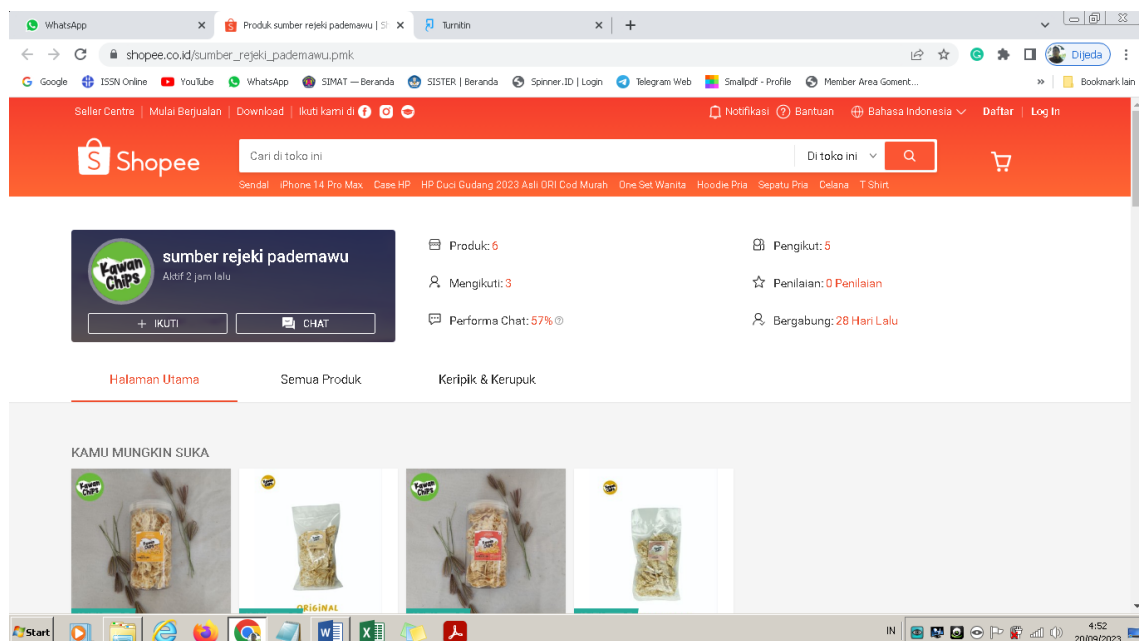 WhatsApp
Produk sumber rejeki pademawu | Sh
Turnitin
shopee.co.id/sumber_rejeki_pademawu.pmk
Dijeda
Google ISSN Online YouTube WhatsApp SIMAT — Beranda SISTER | Beranda Spinner.ID | Login Telegram Web Smallpdf - Profile Member Area Goment... » Bookmark lain
Seller Centre | Mulai Berjualan | Download | Ikuti kami di
Notifikasi Bantuan Bahasa Indonesia Daftar | Log In
Shopee
Cari di toko ini
Di toko ini
Sendal iPhone 14 Pro Max Case HP HP Cuci Gudang 2023 Asli ORI Cod Murah One Set Wanita Hoodie Pria Sepatu Pria Celana T Shirt
Kawan Chips
sumber rejeki pademawu
Aktif 2 jam lalu
+ IKUTI
CHAT
Produk: 6
Pengikut: 5
Mengikuti: 3
Penilaian: 0 Penilaian
Performa Chat: 57%
Bergabung: 28 Hari Lalu
Halaman Utama
Semua Produk
Keripik & Kerupuk
KAMU MUNGKIN SUKA
Kawan Chips
Kawan Chips
ORIGINAL
Start
IN
4:52
20/09/2023